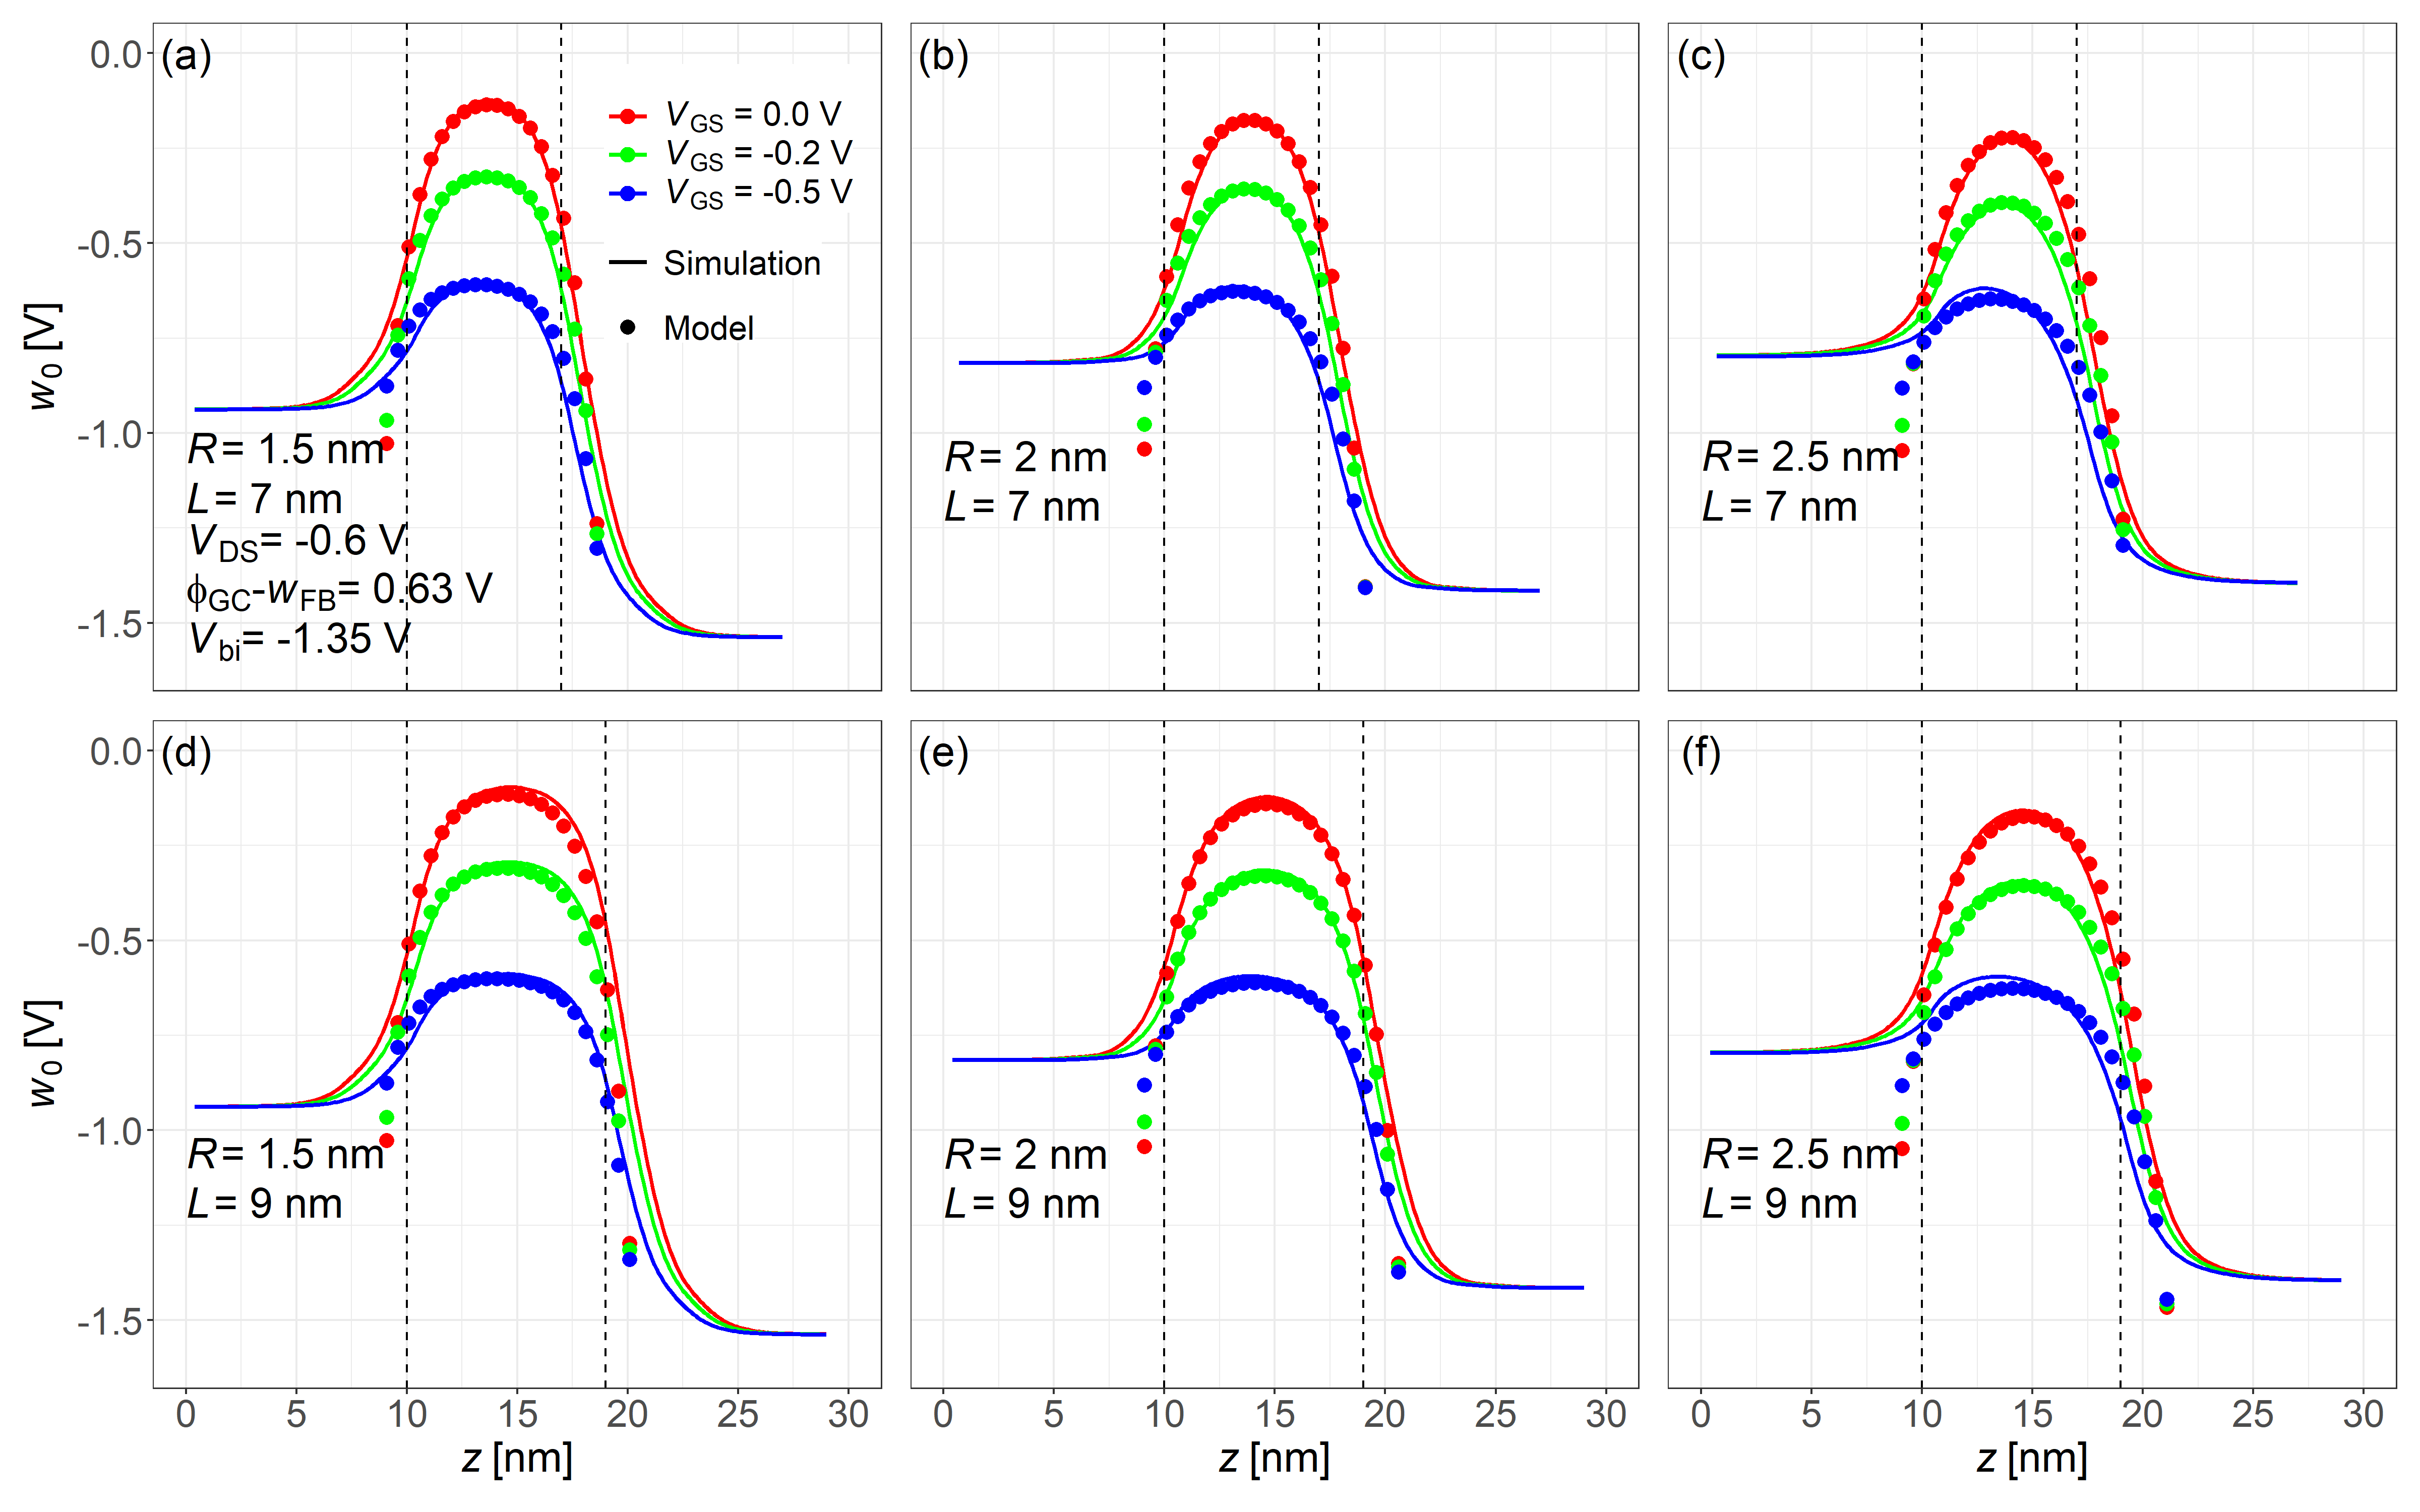 (a)
0.0
-0.5
-1.0
-1.5
w0 [V]
VGS = 0.0 V
VGS = -0.2 V
VGS = -0.5 V
Simulation
Model
R= 1.5 nm
L= 7 nm
VDS= -0.6 V
ϕGC-wFB= 0.63 V
Vbi= -1.35 V
(b)
R= 2 nm
L= 7 nm
(c)
R= 2.5 nm
L= 7 nm
(d)
0.0
-0.5
-1.0
-1.5
w0 [V]
R= 1.5 nm
L= 9 nm
0 5 10 15 20 25 30
z [nm]
(e)
R= 2 nm
L= 9 nm
0 5 10 15 20 25 30
z [nm]
(f)
R= 2.5 nm
L= 9 nm
0 5 10 15 20 25 30
z [nm]